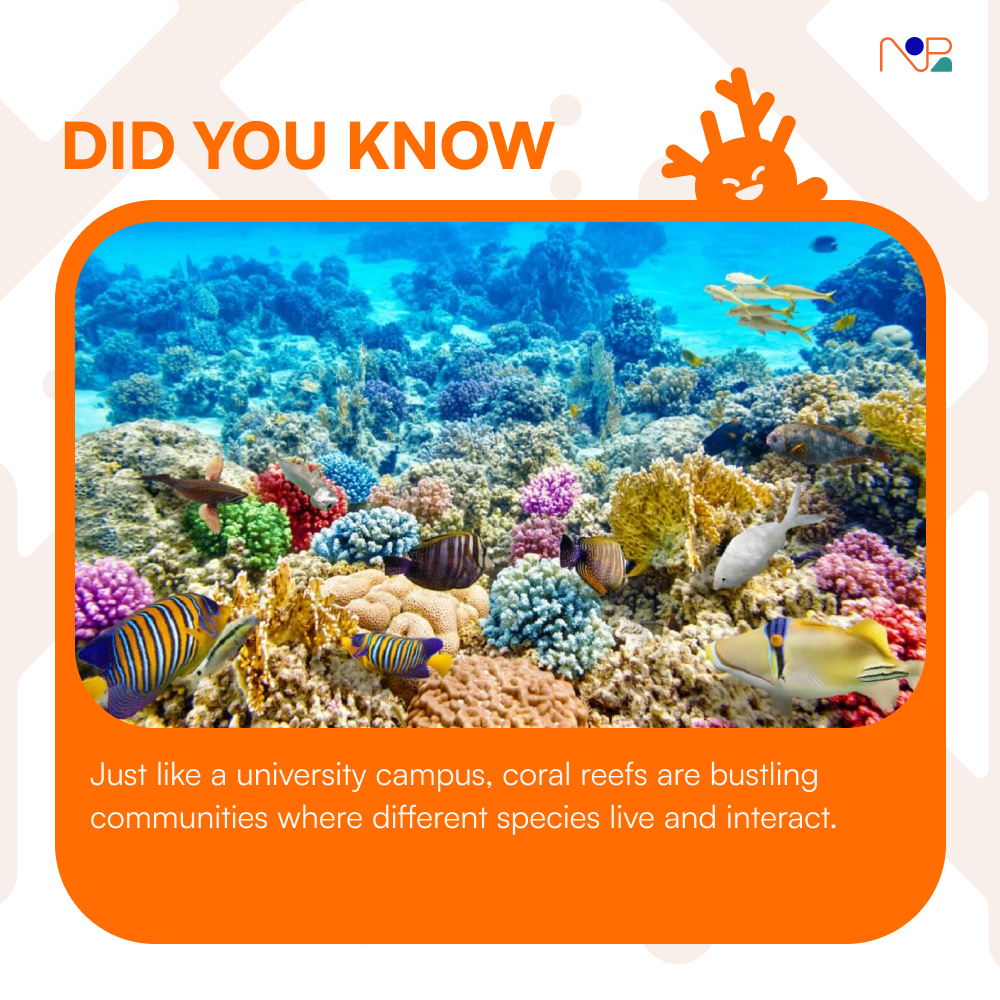 DID YOU KNOW
Just like a university campus, coral reefs are bustling
communities where different species live and interact.